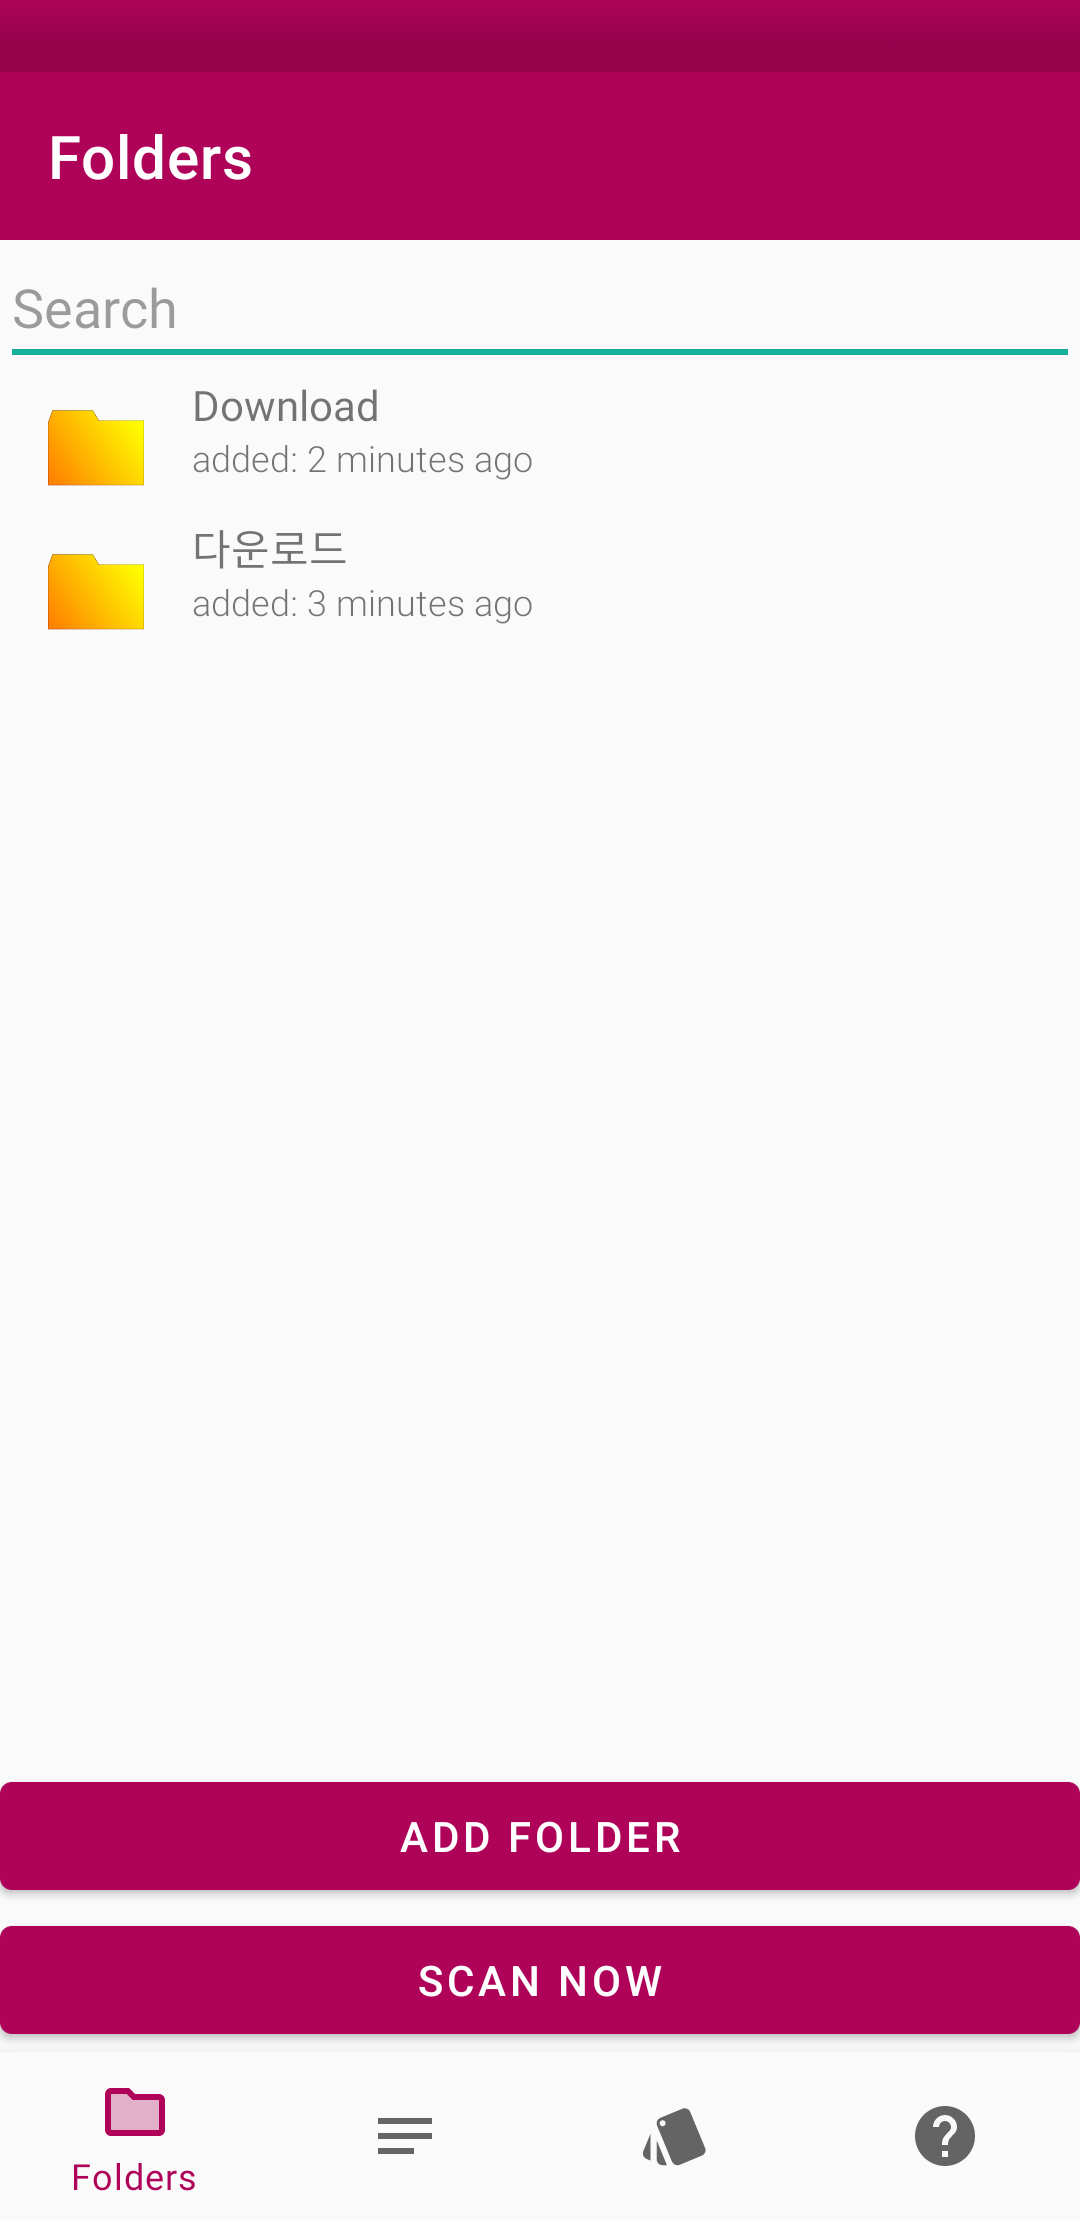 Folders
Search
Download
added: 2 minutes ago
다운로드
added: 3 minutes ago
ADD FOLDER
SCAN NOW
Folders